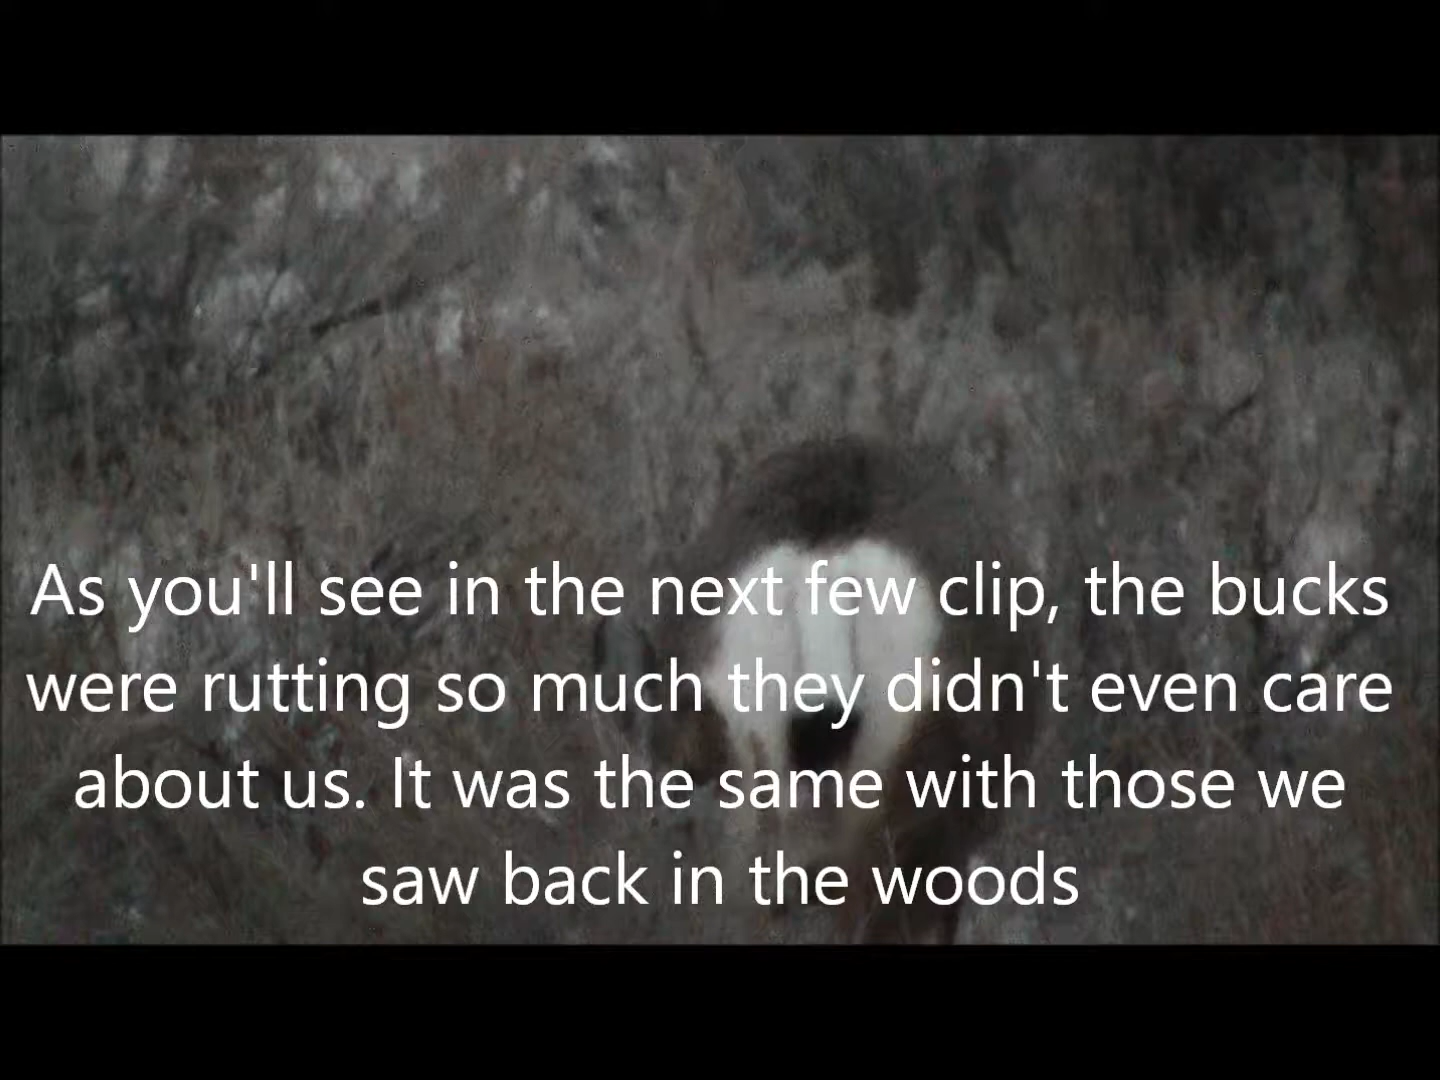 As you'll see in the next few clip, the bucks
were rutting so much they didn't even care
about us. It was the same with those we
saw back in the woods